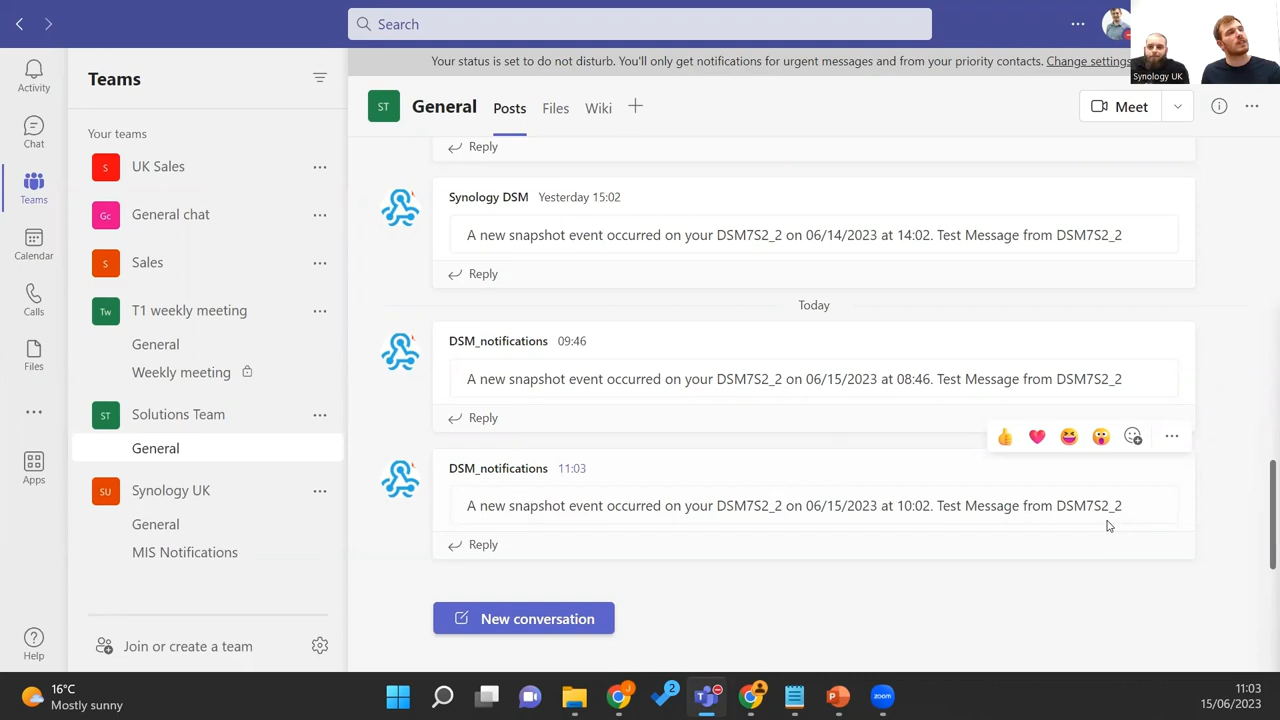 Search
Synology UK
Activity
Chat
Teams
Calendar
Calls
Files
Apps
Help
Teams
Your teams
S
UK Sales
Gc
General chat
S
Sales
Tw
T1 weekly meeting
General
Weekly meeting
ST
Solutions Team
General
SU
Synology UK
General
MIS Notifications
Join or create a team
Your status is set to do not disturb. You'll only get notifications for urgent messages and from your priority contacts. Change settings
ST
General
Posts
Files
Wiki
Meet
Reply
Synology DSM Yesterday 15:02
A new snapshot event occurred on your DSM7S2_2 on 06/14/2023 at 14:02. Test Message from DSM7S2_2
Reply
Today
DSM_notifications 09:46
A new snapshot event occurred on your DSM7S2_2 on 06/15/2023 at 08:46. Test Message from DSM7S2_2
Reply
DSM_notifications 11:03
A new snapshot event occurred on your DSM7S2_2 on 06/15/2023 at 10:02. Test Message from DSM7S2_2
Reply
New conversation
16°C
Mostly sunny
J
2
zoom
11:03
15/06/2023